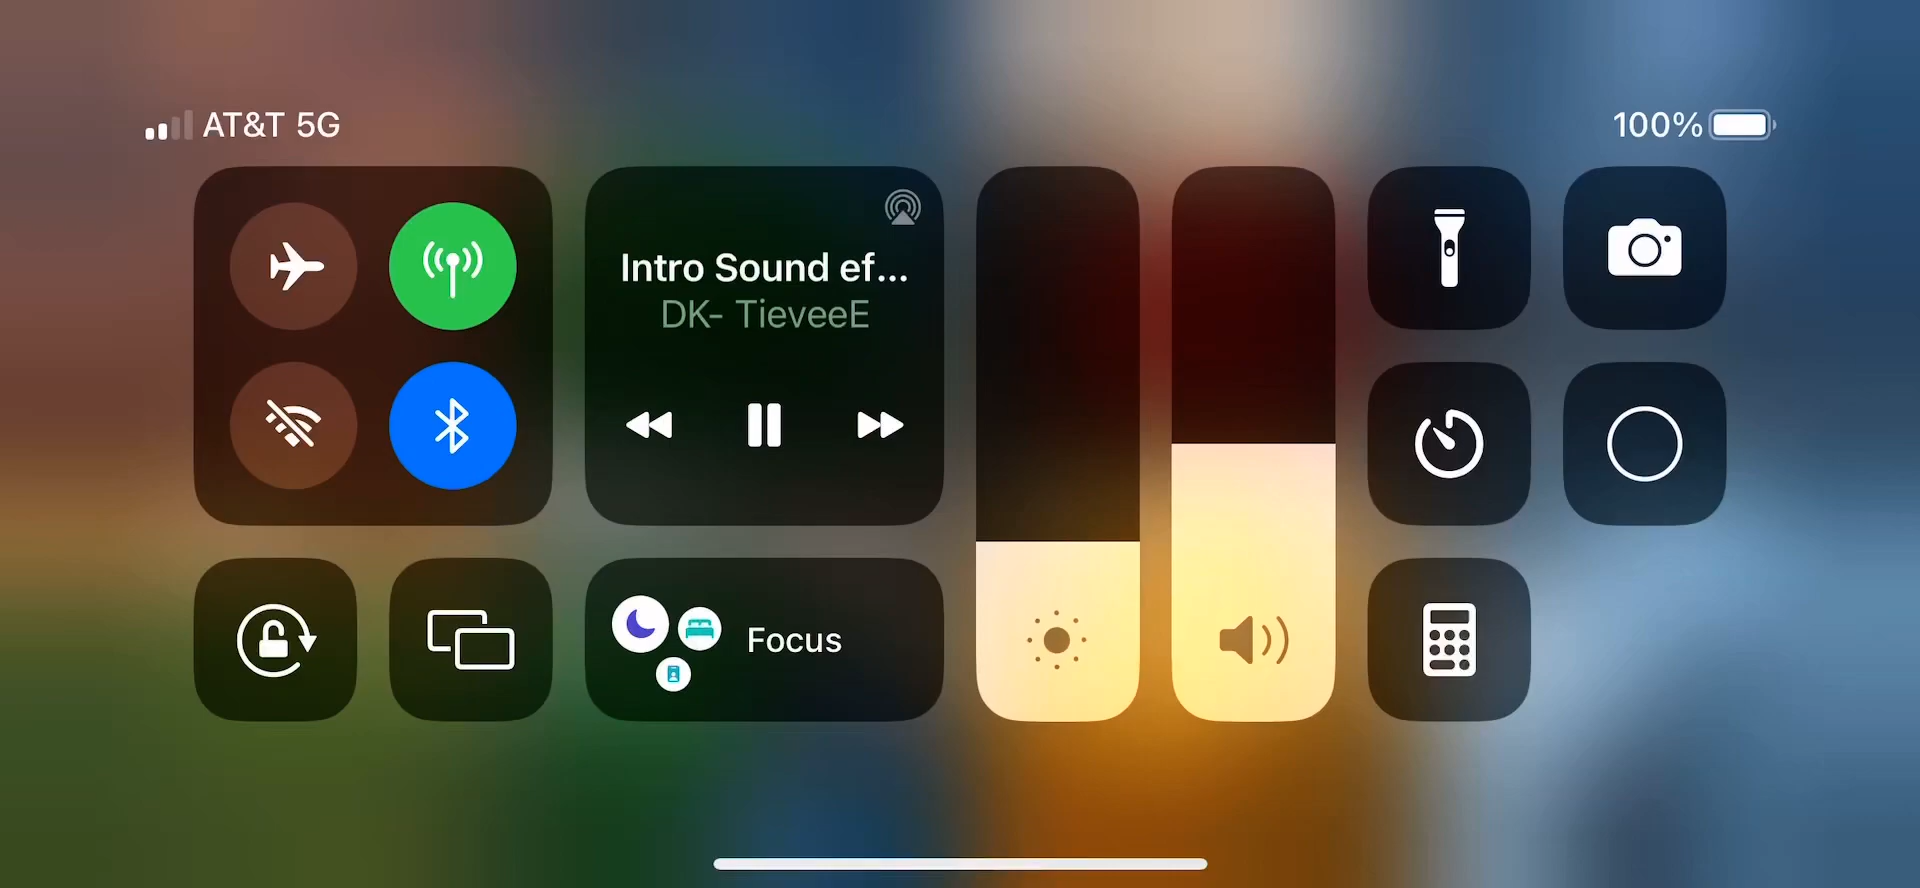 AT&T 5G
100%
Intro Sound ef...
DK- TieveeE
Focus